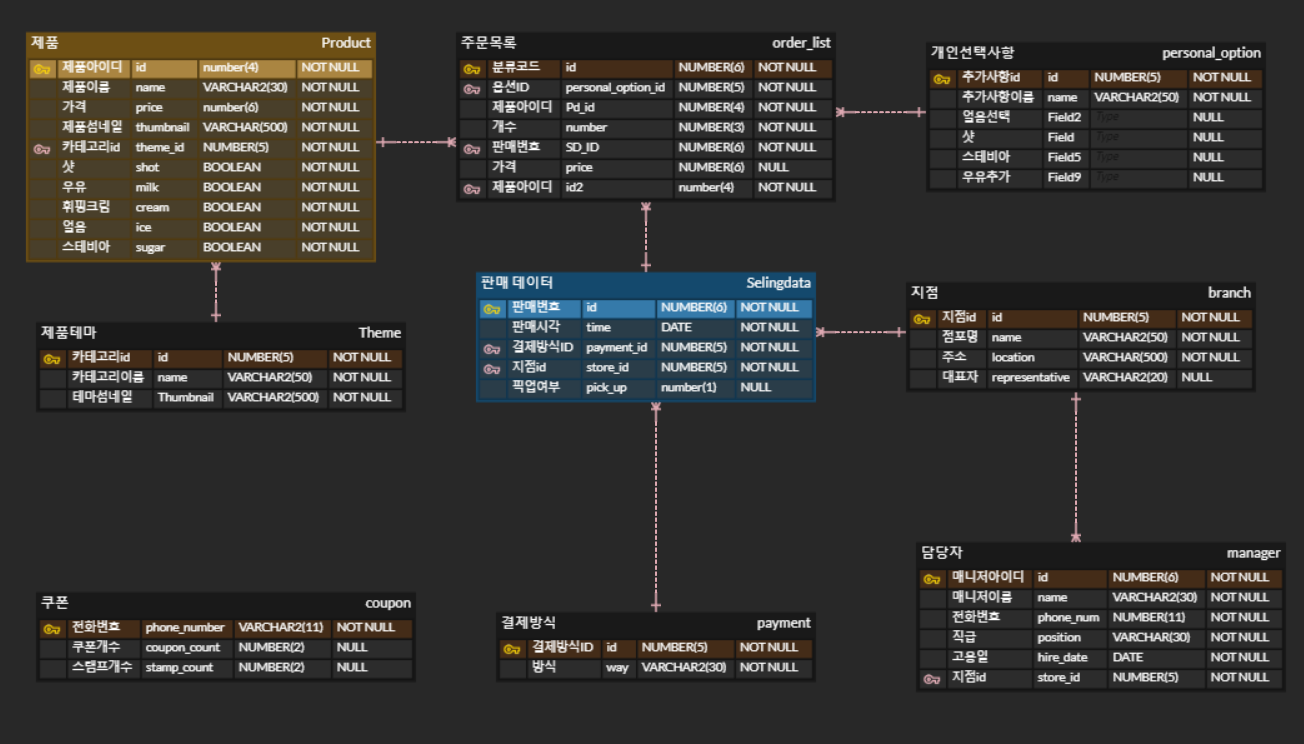 제품 Product
제품아이디 id number(4) NOT NULL
제품이름 name VARCHAR2(30) NOT NULL
가격 price number(6) NOT NULL
제품섬네일 thumbnail VARCHAR(500) NOT NULL
카테고리id theme_id NUMBER(5) NOT NULL
샷 shot BOOLEAN NOT NULL
우유 milk BOOLEAN NOT NULL
휘핑크림 cream BOOLEAN NOT NULL
얼음 ice BOOLEAN NOT NULL
스테비아 sugar BOOLEAN NOT NULL
주문목록 order_list
분류코드 id NUMBER(6) NOT NULL
옵션ID personal_option_id NUMBER(5) NOT NULL
제품아이디 Pd_id NUMBER(4) NOT NULL
개수 number NUMBER(3) NOT NULL
판매번호 SD_ID NUMBER(6) NOT NULL
가격 price NUMBER(6) NULL
제품아이디 id2 number(4) NOT NULL
개인선택사항 personal_option
추가사항id id NUMBER(5) NOT NULL
추가사항이름 name VARCHAR2(50) NOT NULL
얼음선택 Field2 Type NULL
샷 Field Type NULL
스테비아 Field5 Type NULL
우유추가 Field9 Type NULL
제품테마 Theme
카테고리id id NUMBER(5) NOT NULL
카테고리이름 name VARCHAR2(50) NOT NULL
테마섬네일 Thumbnail VARCHAR2(500) NOT NULL
판매 데이터 Selingdata
판매번호 id NUMBER(6) NOT NULL
판매시각 time DATE NOT NULL
결제방식ID payment_id NUMBER(5) NOT NULL
지점id store_id NUMBER(5) NOT NULL
픽업여부 pick_up number(1) NULL
지점 branch
지점id id NUMBER(5) NOT NULL
점포명 name VARCHAR2(50) NOT NULL
주소 location VARCHAR(500) NOT NULL
대표자 representative VARCHAR2(20) NULL
쿠폰 coupon
전화번호 phone_number VARCHAR2(11) NOT NULL
쿠폰개수 coupon_count NUMBER(2) NULL
스탬프개수 stamp_count NUMBER(2) NULL
결제방식 payment
결제방식ID id NUMBER(5) NOT NULL
방식 way VARCHAR2(30) NOT NULL
담당자 manager
매니저아이디 id NUMBER(6) NOT NULL
매니저이름 name VARCHAR2(30) NOT NULL
전화번호 phone_num NUMBER(11) NOT NULL
직급 position VARCHAR(30) NOT NULL
고용일 hire_date DATE NOT NULL
지점id store_id NUMBER(5) NOT NULL